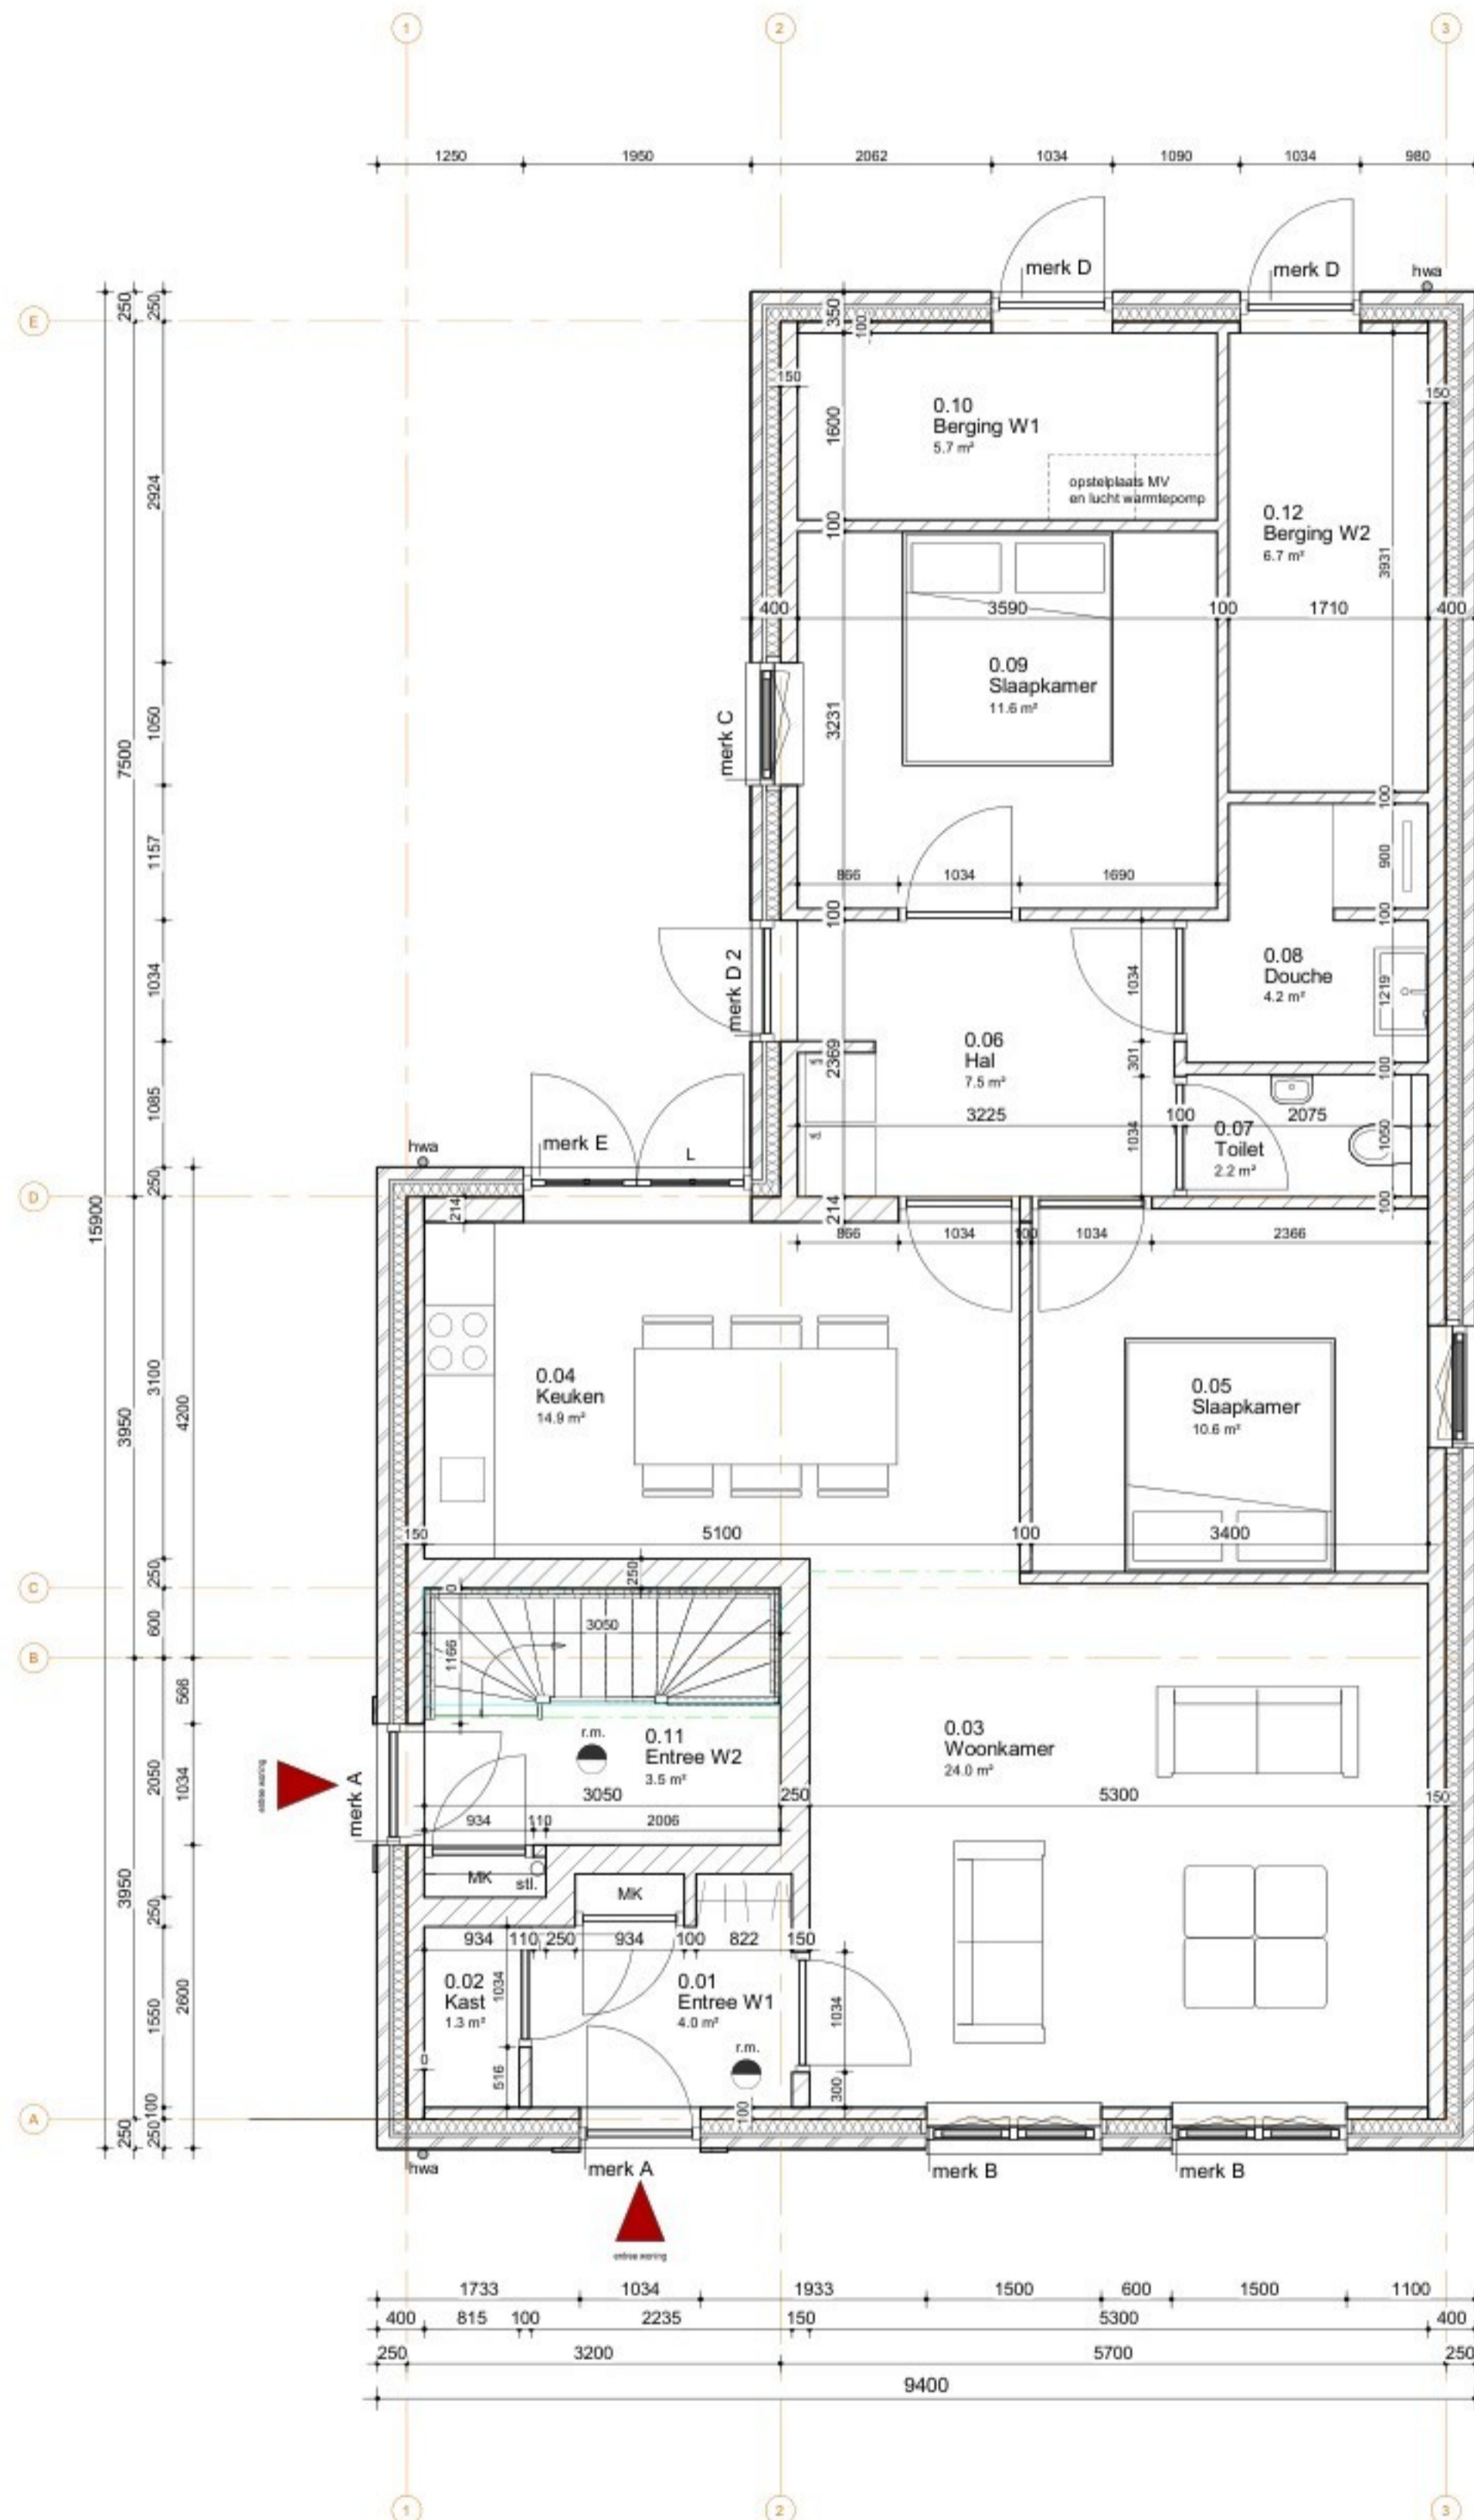 1
2
3
1250
1950
2062
1034
1090
1034
980
merk D
merk D
hwa
E
250
250
350
100
150
150
0.10
Berging W1
5.7 m²
1600
opstelplaats MV
en lucht warmtepomp
2924
0.12
Berging W2
6.7 m²
100
3931
400
3590
100
1710
400
0.09
Slaapkamer
11.6 m²
merk C
3231
1060
7500
1157
100
900
866
1034
1690
100
100
merk D 2
1034
1034
0.08
Douche
4.2 m²
1219
0.06
Hal
7.5 m²
2369
301
100
1085
3225
100
2075
wd
0.07
Toilet
2.2 m²
1034
1050
hwa
merk E
L
D
250
214
214
100
15900
866
1034
100
1034
2366
3100
4200
3950
0.04
Keuken
14.9 m²
0.05
Slaapkamer
10.6 m²
150
5100
100
3400
C
250
250
0
600
3050
1166
B
566
r.m.
0.11
Entree W2
3.5 m²
0.03
Woonkamer
24.0 m²
merk A
2050
1034
3050
250
5300
150
934
110
2006
MK
stl.
MK
3950
250
934
110
250
934
100
822
150
0.02
Kast
1.3 m²
1034
0.01
Entree W1
4.0 m²
1034
1550
2600
r.m.
0
516
300
100
A
250
250
100
hwa
merk A
merk B
merk B
entree woning
1733
1034
1933
1500
600
1500
1100
400
815
100
2235
150
5300
400
250
3200
5700
250
9400
1
2
3